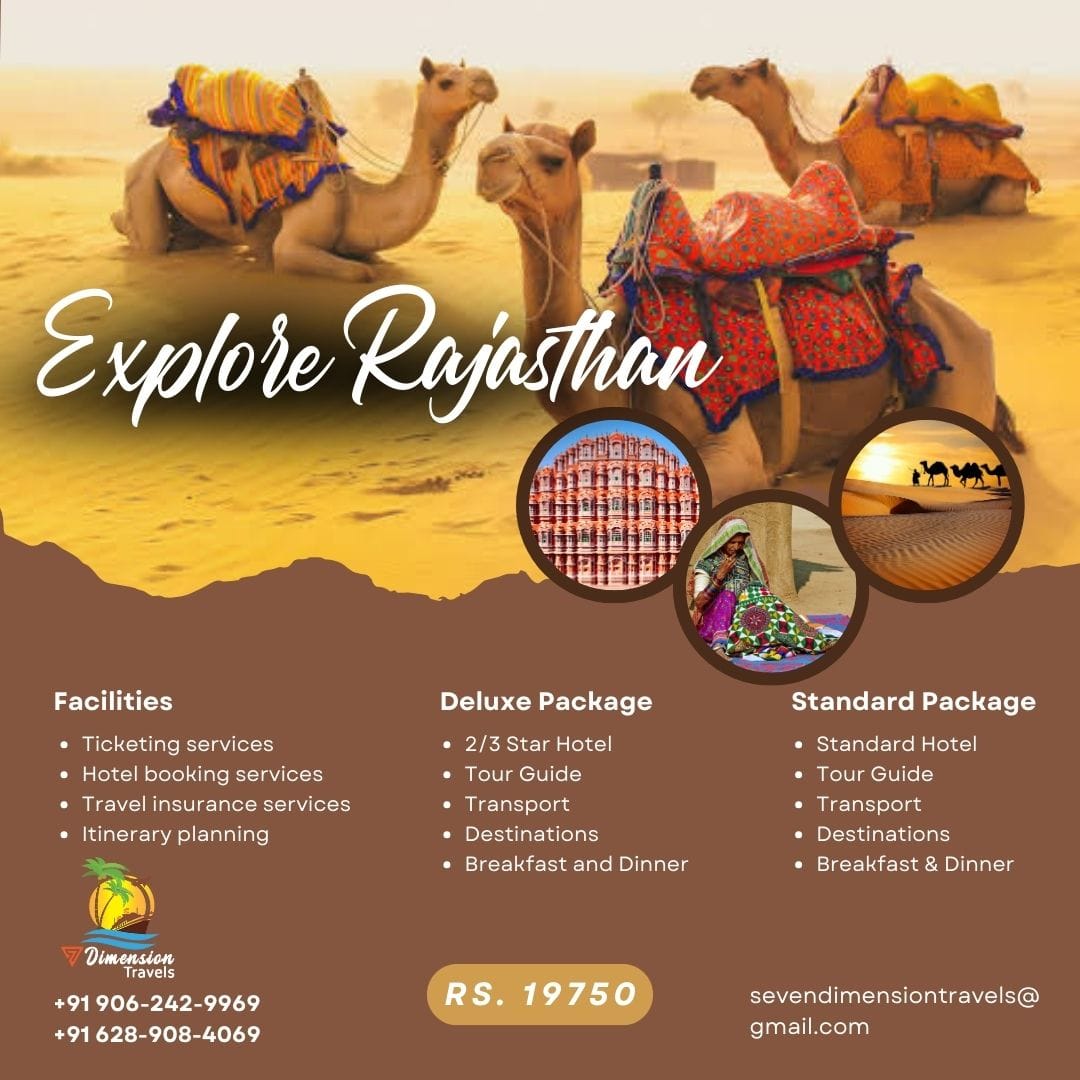 Explore Rajasthan
Facilities
• Ticketing services
• Hotel booking services
• Travel insurance services
• Itinerary planning
Deluxe Package
• 2/3 Star Hotel
• Tour Guide
• Transport
• Destinations
• Breakfast and Dinner
Standard Package
• Standard Hotel
• Tour Guide
• Transport
• Destinations
• Breakfast & Dinner
7 Dimension
Travels
+91 906-242-9969
+91 628-908-4069
RS. 19750
sevendimensiontravels@
gmail.com